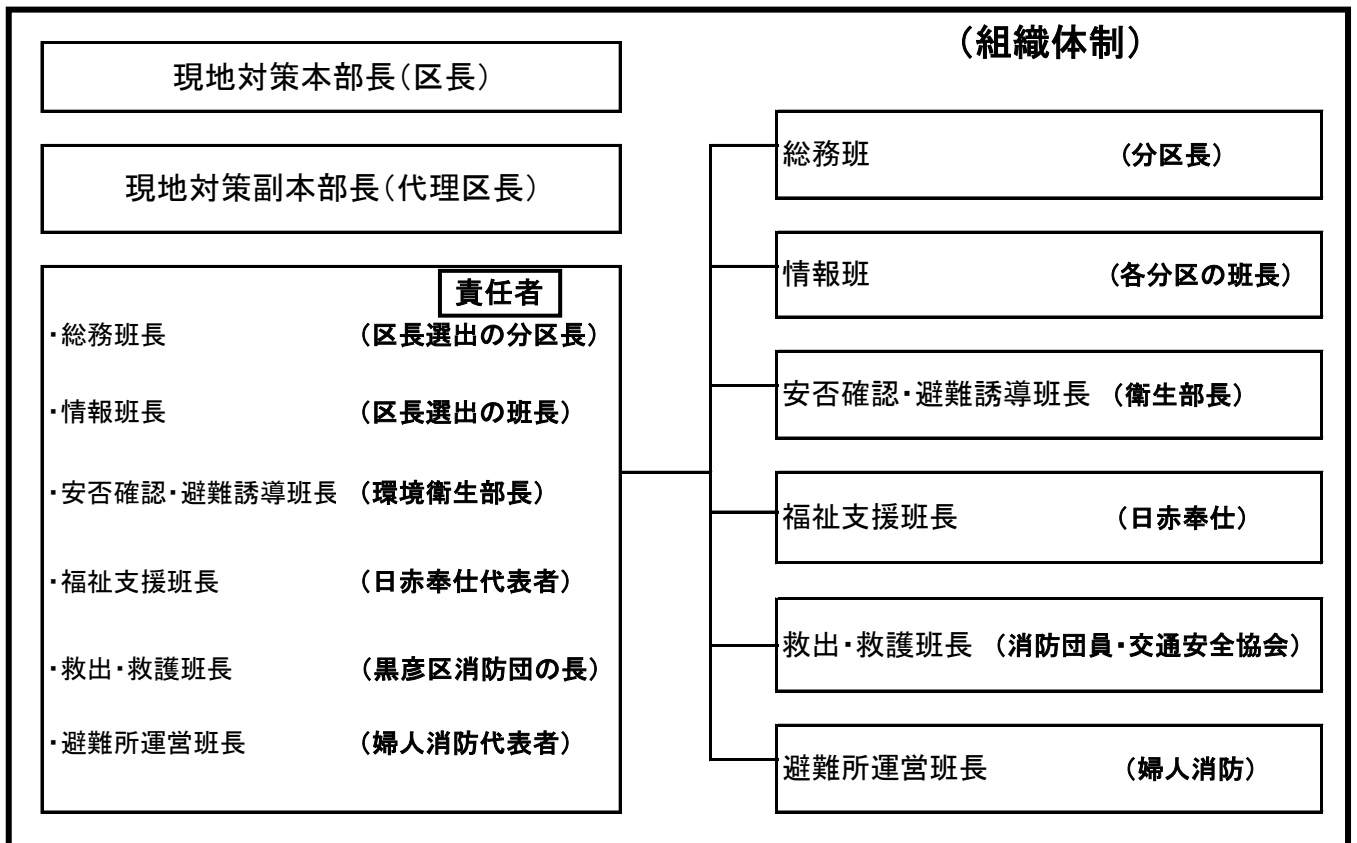 （組織体制）
現地対策本部長（区長）
現地対策副本部長（代理区長）
責任者
・総務班長 （区長選出の分区長）
・情報班長 （区長選出の班長）
・安否確認・避難誘導班長 （環境衛生部長）
・福祉支援班長 （日赤奉仕代表者）
・救出・救護班長 （黒彦区消防団の長）
・避難所運営班長 （婦人消防代表者）
総務班 （分区長）
情報班 （各分区の班長）
安否確認・避難誘導班長 （衛生部長）
福祉支援班長 （日赤奉仕）
救出・救護班長 （消防団員・交通安全協会）
避難所運営班長 （婦人消防）